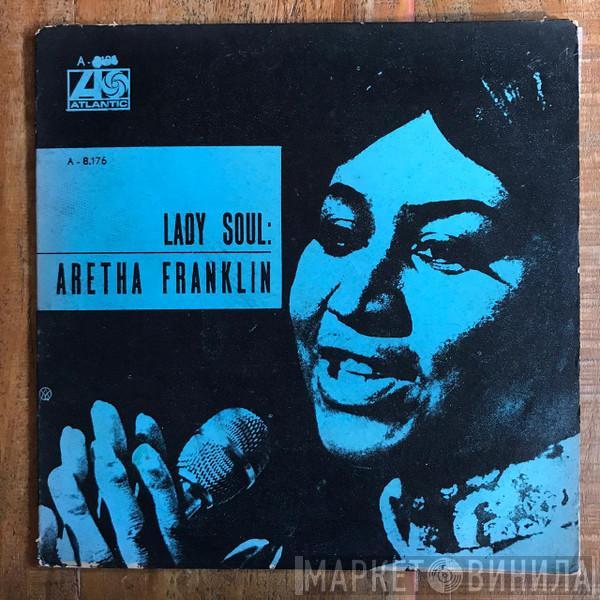 A -
ATLANTIC
A - 8.176
LADY SOUL:
ARETHA FRANKLIN
МАРКЕТ ВИНИЛА